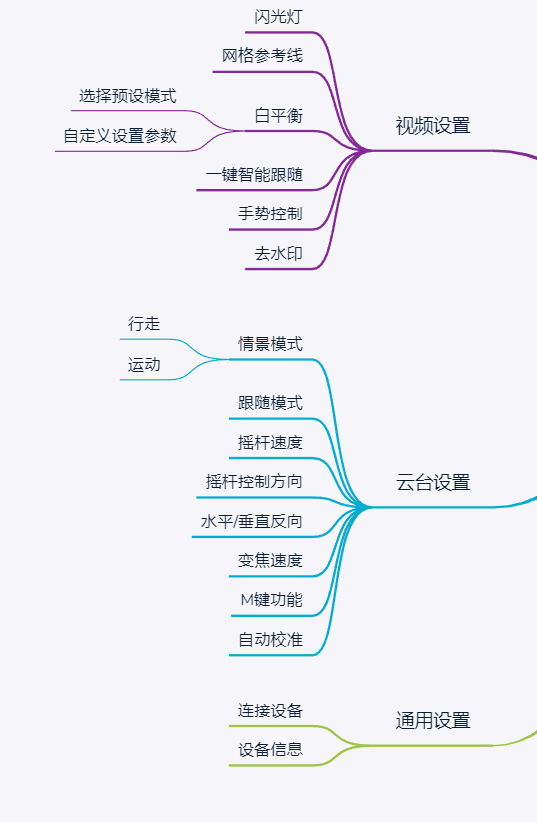 闪光灯
网格参考线
选择预设模式
白平衡
视频设置
自定义设置参数
一键智能跟随
手势控制
去水印
行走
情景模式
运动
跟随模式
摇杆速度
摇杆控制方向
云台设置
水平/垂直反向
变焦速度
M键功能
自动校准
连接设备
通用设置
设备信息